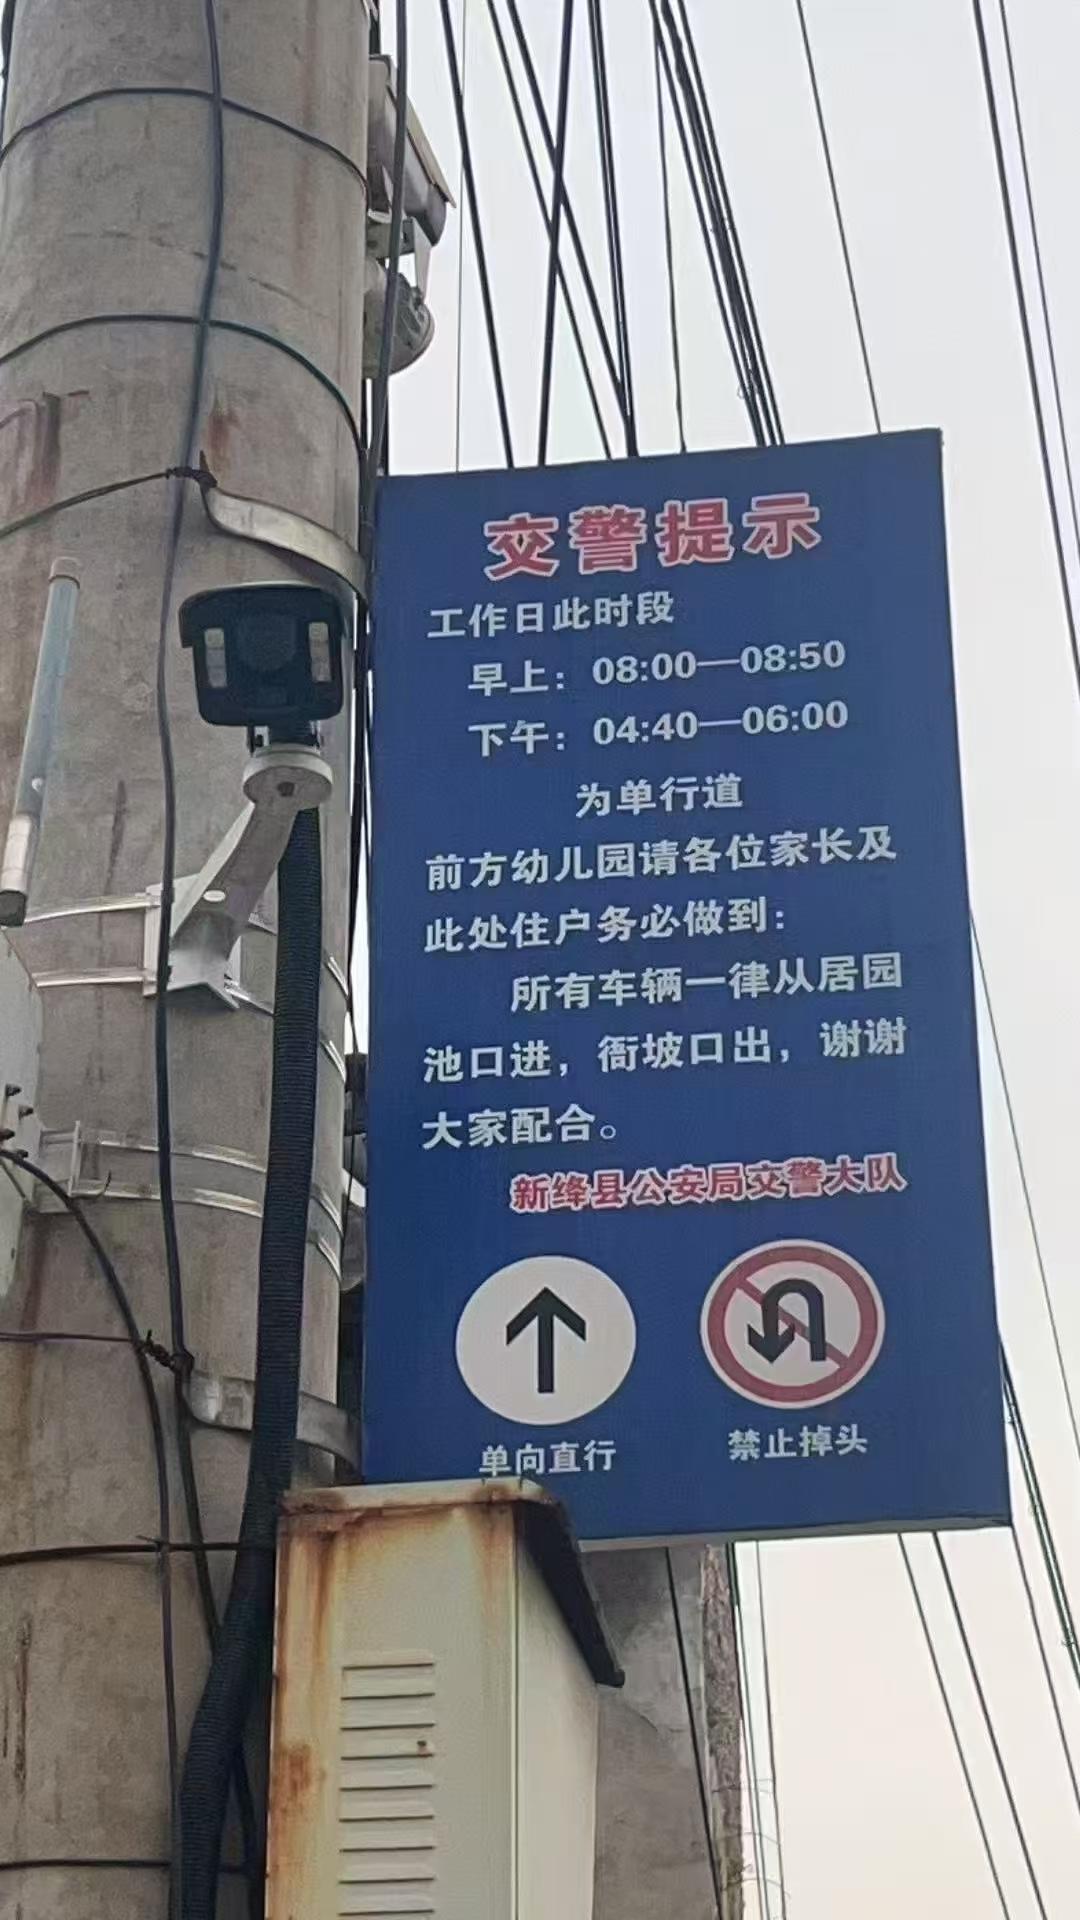 交警提示
工作日此时段
早上：08:00—08:50
下午：04:40—06:00
为单行道
前方幼儿园请各位家长及
此处住户务必做到：
所有车辆一律从居园
池口进，衙坡口出，谢谢
大家配合。
新绛县公安局交警大队
单向直行
禁止掉头